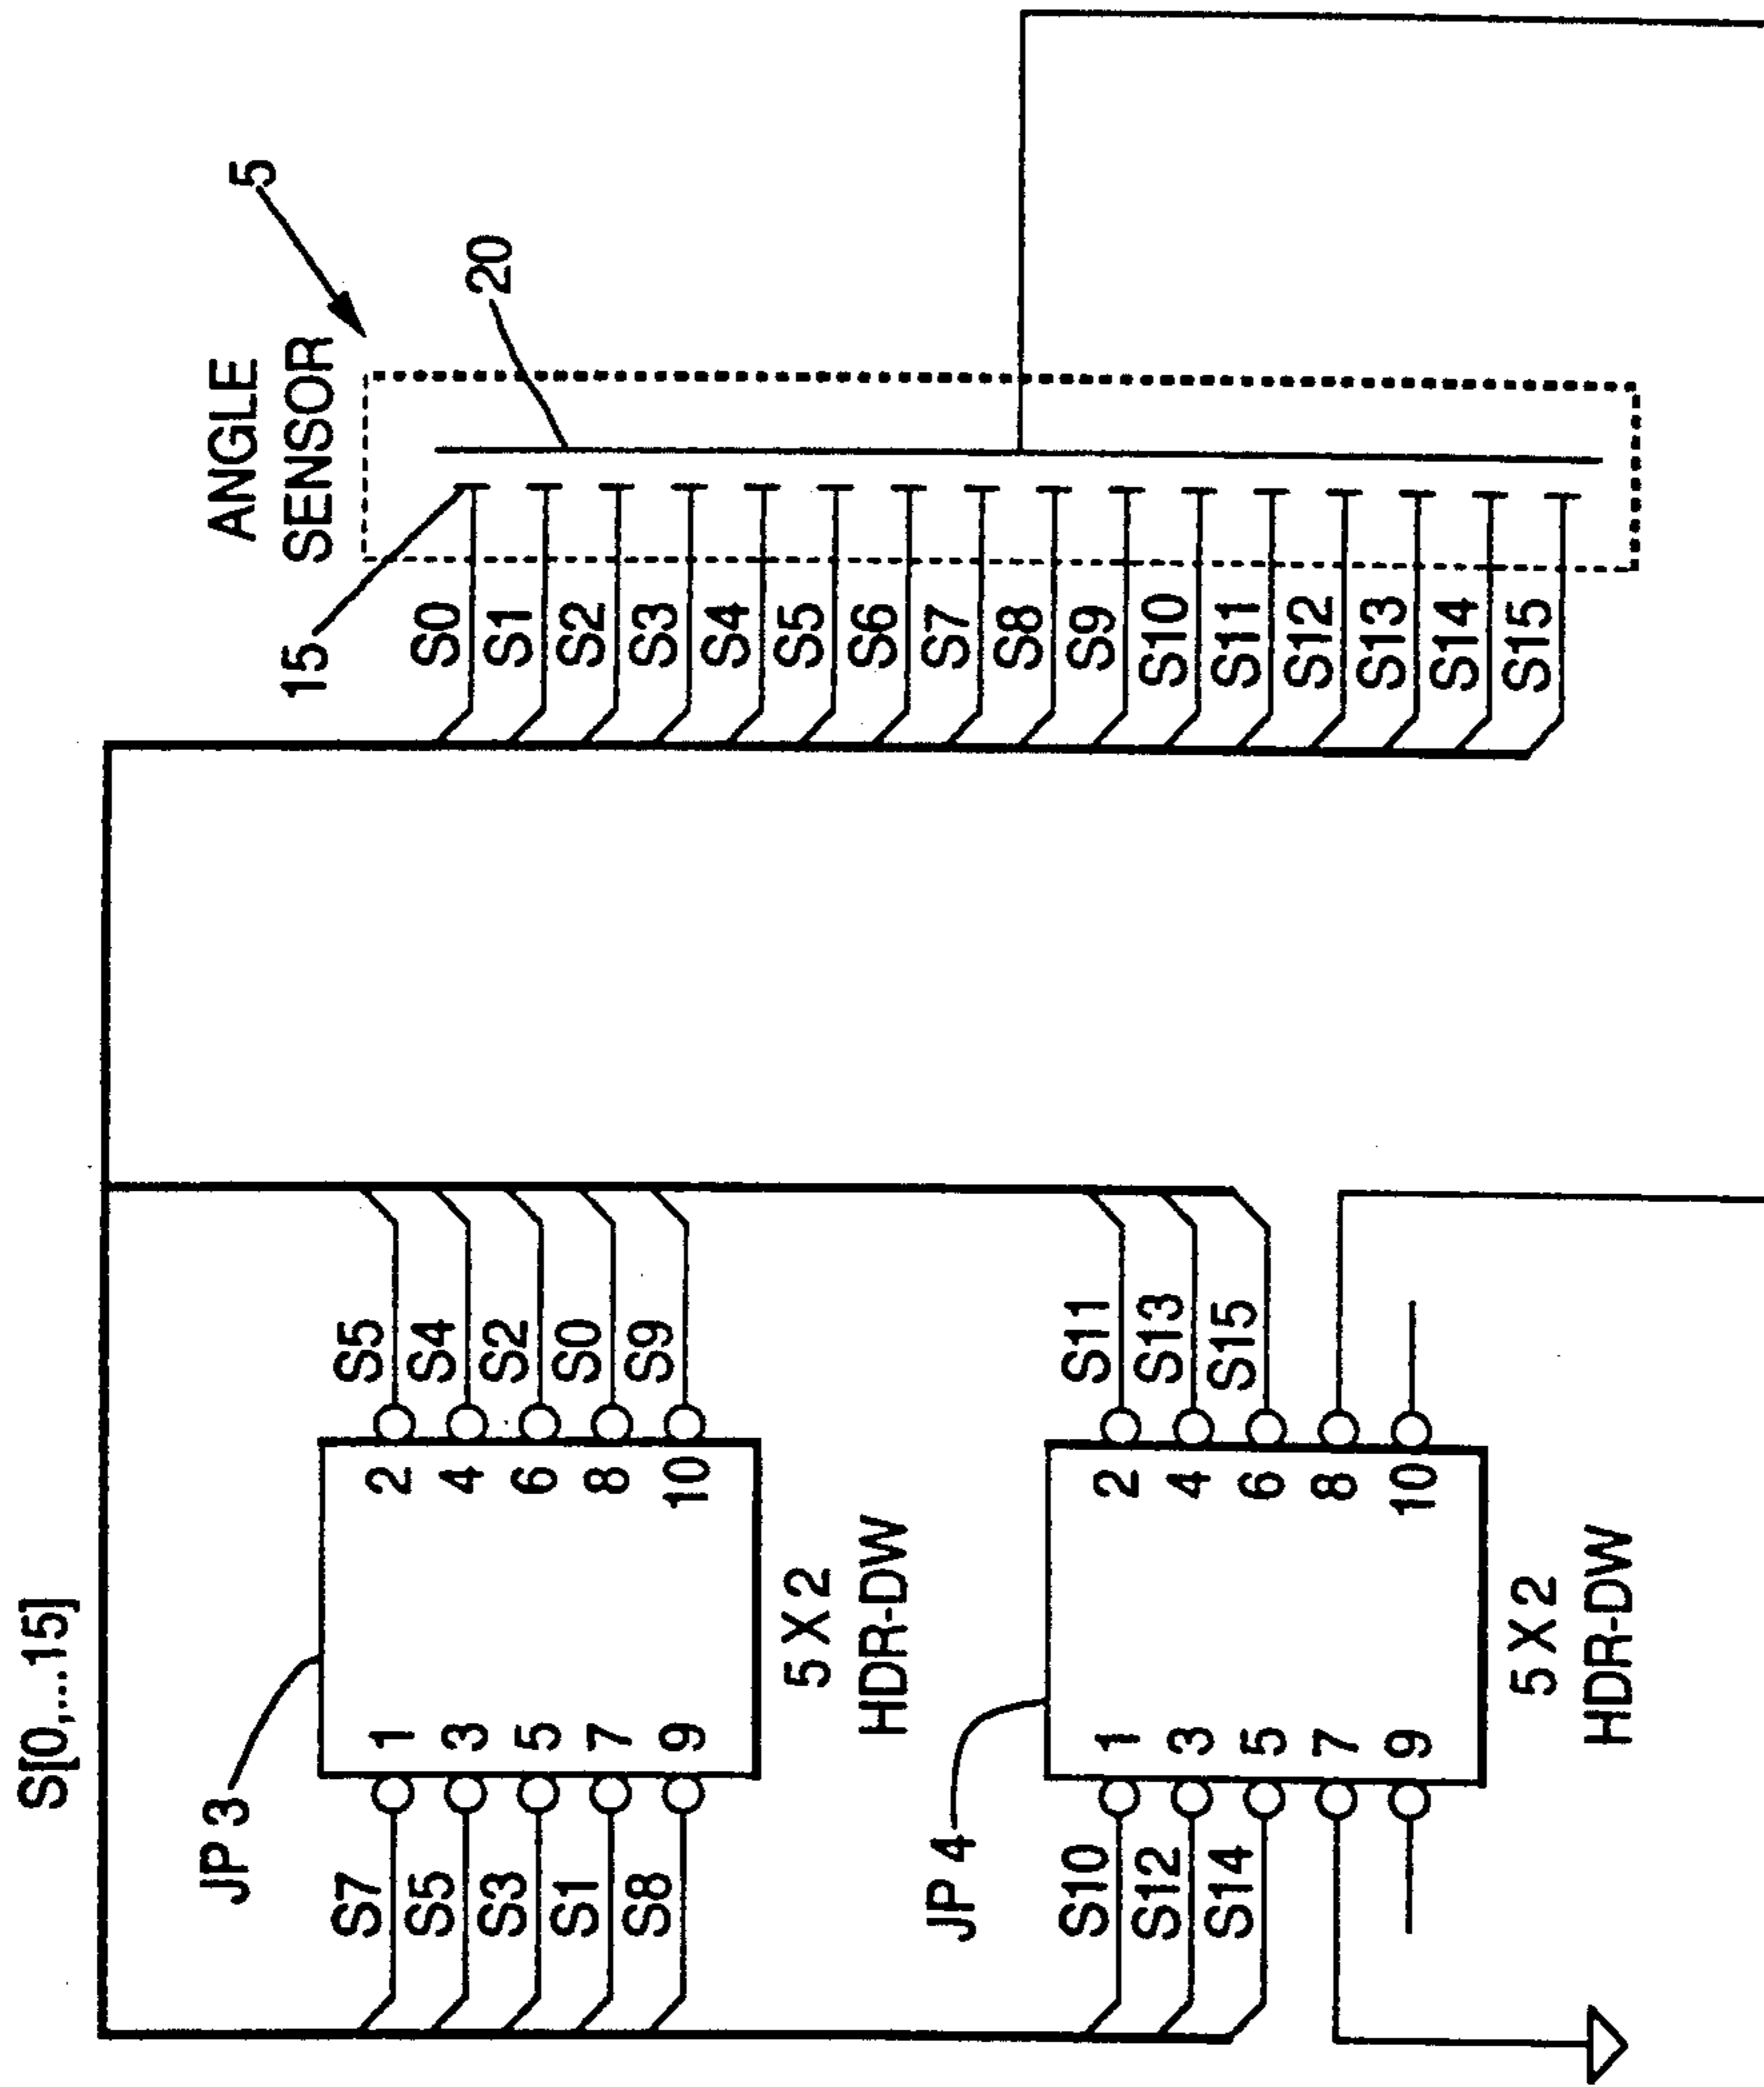 S[0,...15]
JP 3
S7
S5
S3
S1
S8
1
3
5
7
9
2
4
6
8
10
S5
S4
S2
S0
S9
5 X 2
HDR-DW
JP 4
S10
S12
S14
1
3
5
7
9
2
4
6
8
10
S11
S13
S15
5 X 2
HDR-DW
ANGLE
SENSOR
5
15
20
S0
S1
S2
S3
S4
S5
S6
S7
S8
S9
S10
S11
S12
S13
S14
S15